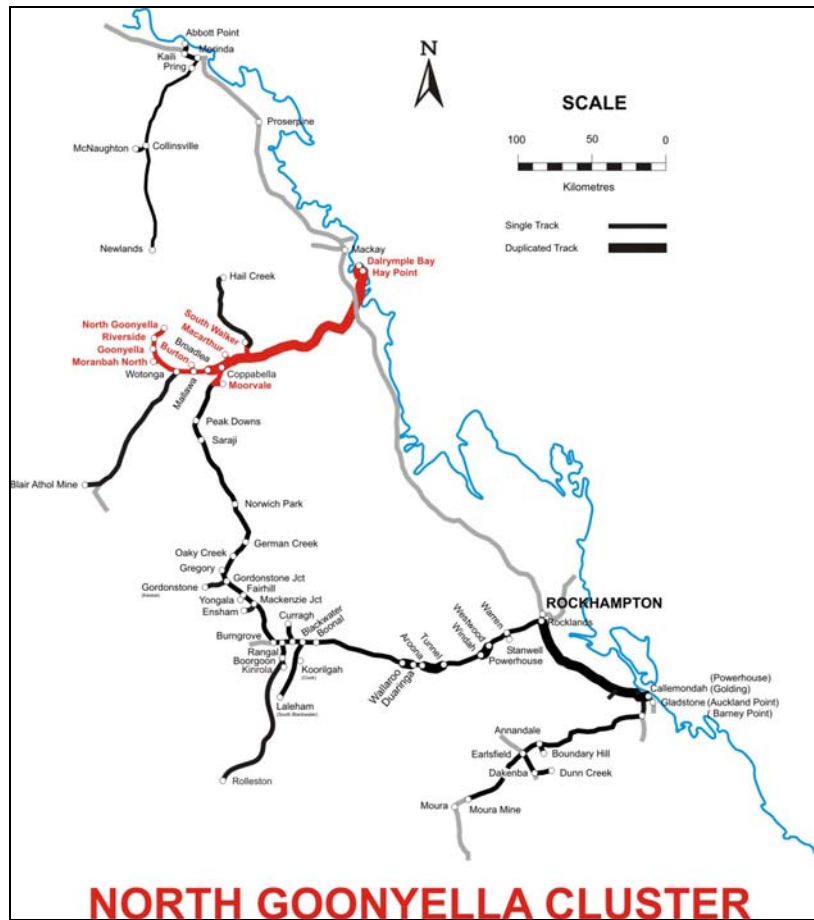 Abbott Point
Kaili
Morinda
Pring
N
SCALE
100 50 0
Kilometres
Single Track
Duplicated Track
Proserpine
McNaughton
Collinsville
Newlands
Mackay
Dalrymple Bay
Hay Point
Hail Creek
North Goonyella
Riverside
Goonyella
Moranbah North
South Walker
Macarthur
Broadlea
Burton
Wotonga
Mallawa
Coppabella
Moorvale
Peak Downs
Saraji
Blair Athol Mine
Norwich Park
German Creek
Oaky Creek
Gregory
Gordonstone Jct
Gordonstone
Fairhill
Yongala
Mackenzie Jct
Ensham
Curragh
Blackwater
Boonal
Burngrove
Rangal
Boorgoon
Kinrola
Koorilgah
Laleham
(South Blackwater)
Rolleston
Wallaroo
Duaringa
Aroona
Tunnel
Windah
Westwood
Warren
Stanwell
Powerhouse
ROCKHAMPTON
Rocklands
Callemondah
(Powerhouse)
(Golding)
Gladstone
(Auckland Point)
( Barney Point)
Annandale
Earlsfield
Boundary Hill
Dakenba
Dunn Creek
Moura
Moura Mine
NORTH GOONYELLA CLUSTER